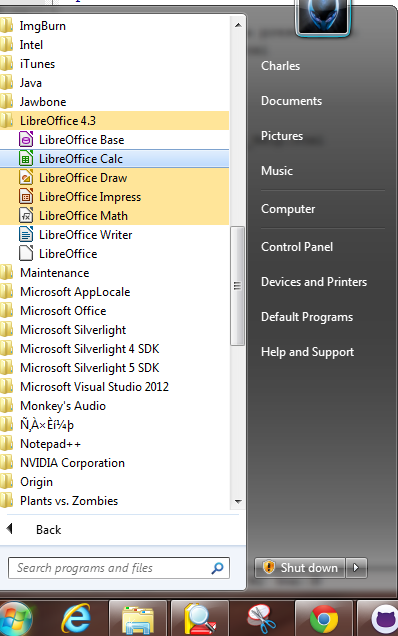 ImgBurn
Intel
iTunes
Java
Jawbone
LibreOffice 4.3
LibreOffice Base
LibreOffice Calc
LibreOffice Draw
LibreOffice Impress
LibreOffice Math
LibreOffice Writer
LibreOffice
Maintenance
Microsoft AppLocale
Microsoft Office
Microsoft Silverlight
Microsoft Silverlight 4 SDK
Microsoft Silverlight 5 SDK
Microsoft Visual Studio 2012
Monkey's Audio
Ñ¸À×Èí¼þ
Notepad++
NVIDIA Corporation
Origin
Plants vs. Zombies
Back
Search programs and files
Charles
Documents
Pictures
Music
Computer
Control Panel
Devices and Printers
Default Programs
Help and Support
Shut down